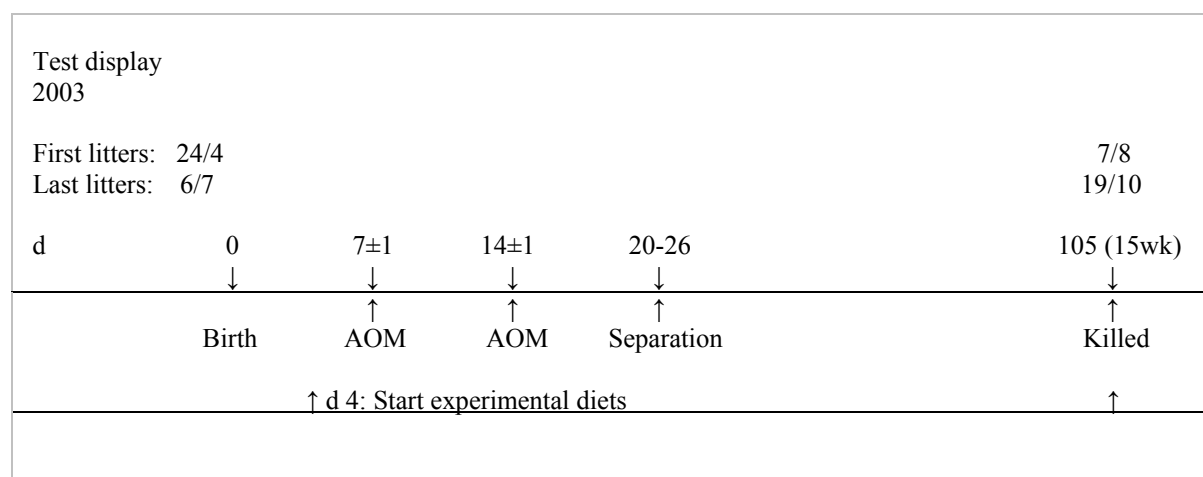 Test display
2003
First litters: 24/4 7/8
Last litters: 6/7 19/10
d 0 7±1 14±1 20-26 105 (15wk)
↓ ↓ ↓ ↓ ↓
↑ ↑ ↑ ↑
Birth AOM AOM Separation Killed
↑ d 4: Start experimental diets ↑